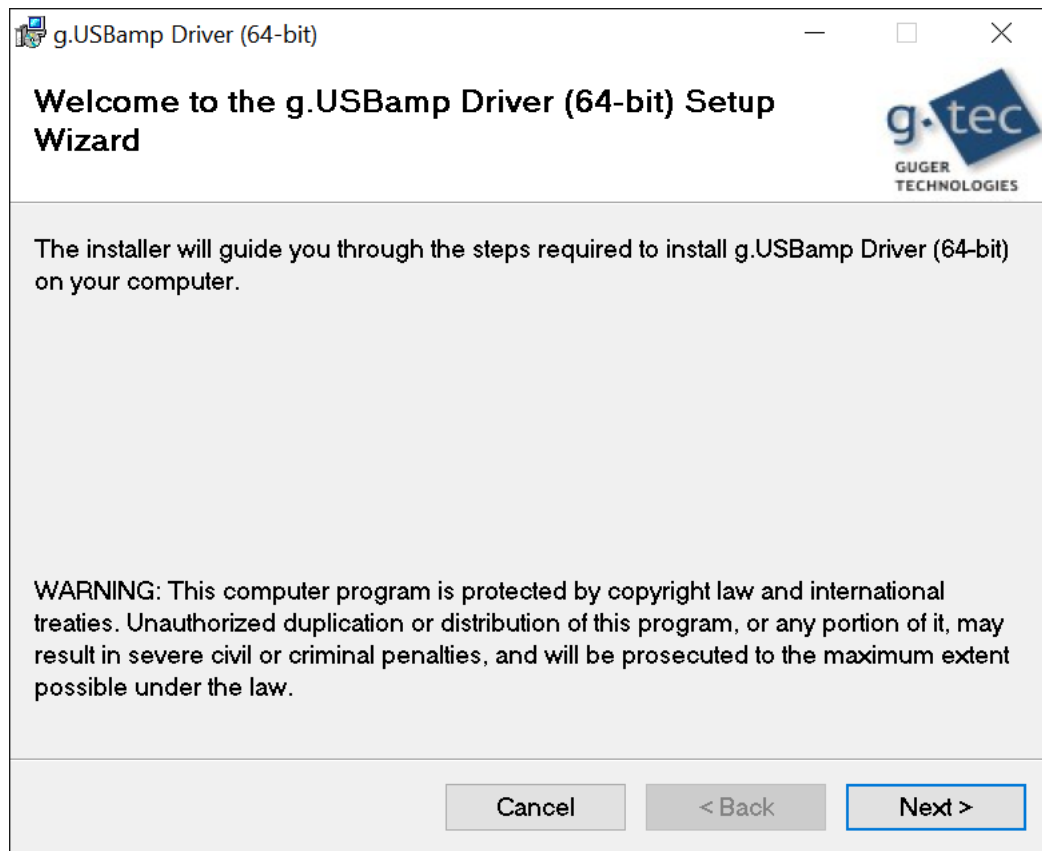 g.USBamp Driver (64-bit)
Welcome to the g.USBamp Driver (64-bit) Setup
Wizard
g.tec
GUGER
TECHNOLOGIES
The installer will guide you through the steps required to install g.USBamp Driver (64-bit)
on your computer.
WARNING: This computer program is protected by copyright law and international
treaties. Unauthorized duplication or distribution of this program, or any portion of it, may
result in severe civil or criminal penalties, and will be prosecuted to the maximum extent
possible under the law.
Cancel
< Back
Next >